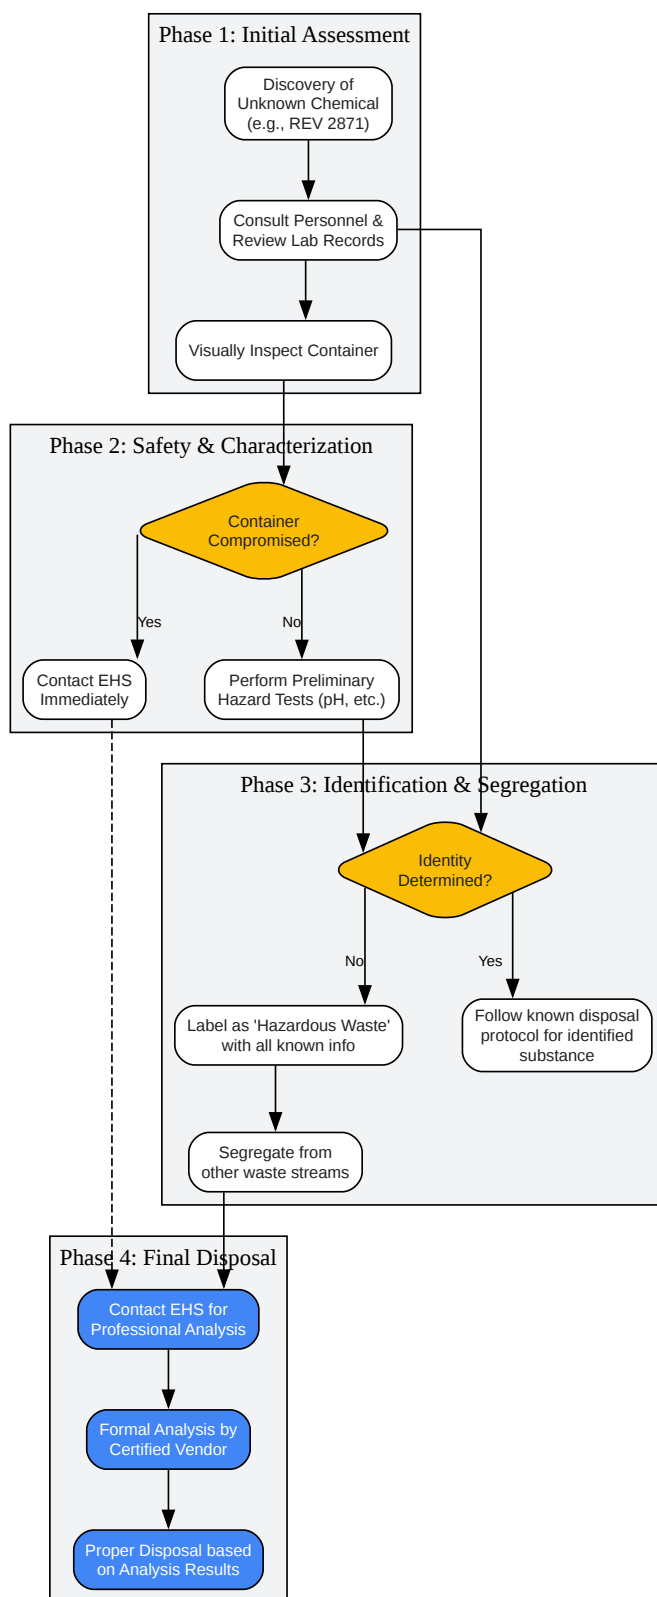 Phase 1: Initial Assessment
Discovery of
Unknown Chemical
(e.g., REV 2871)
Consult Personnel &
Review Lab Records
Visually Inspect Container
Phase 2: Safety & Characterization
Container
Compromised?
Yes
No
Contact EHS
Immediately
Perform Preliminary
Hazard Tests (pH, etc.)
Phase 3: Identification & Segregation
Identity
Determined?
No
Yes
Label as 'Hazardous Waste'
with all known info
Follow known disposal
protocol for identified
substance
Segregate from
other waste streams
Phase 4: Final Disposal
Contact EHS for
Professional Analysis
Formal Analysis by
Certified Vendor
Proper Disposal based
on Analysis Results